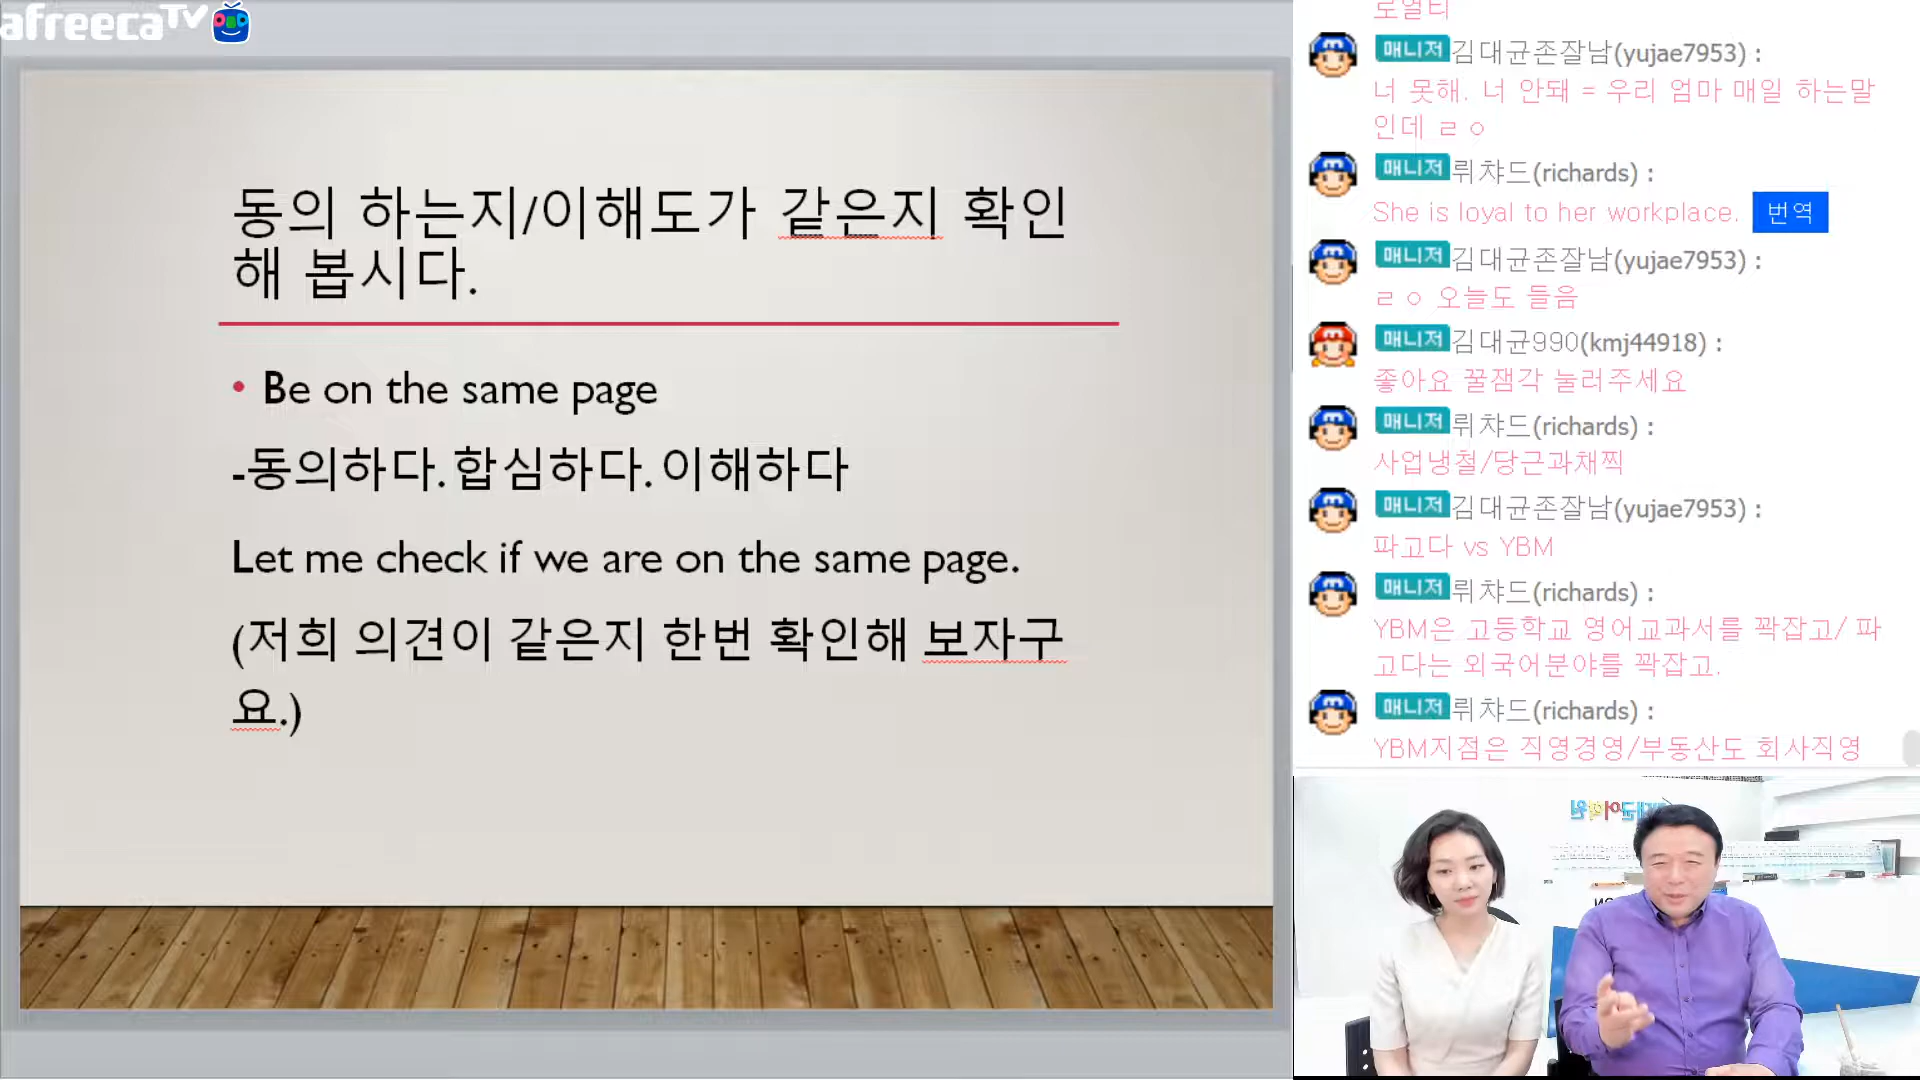 afreecaTV
동의 하는지/이해도가 같은지 확인
해 봅시다.
• Be on the same page
-동의하다.합심하다.이해하다
Let me check if we are on the same page.
(저희 의견이 같은지 한번 확인해 보자구
요.)
로열티
매니저 김대균존잘남(yujae7953) :
너 못해. 너 안돼 = 우리 엄마 매일 하는말
인데 ㄹㅇ
매니저 뤼챠드(richards) :
She is loyal to her workplace. 번역
매니저 김대균존잘남(yujae7953) :
ㄹㅇ 오늘도 들음
매니저 김대균990(kmj44918) :
좋아요 꿀잼각 눌러주세요
매니저 뤼챠드(richards) :
사업냉철/당근과채찍
매니저 김대균존잘남(yujae7953) :
파고다 vs YBM
매니저 뤼챠드(richards) :
YBM은 고등학교 영어교과서를 꽉잡고/ 파
고다는 외국어분야를 꽉잡고.
매니저 뤼챠드(richards) :
YBM지점은 직영경영/부동산도 회사직영